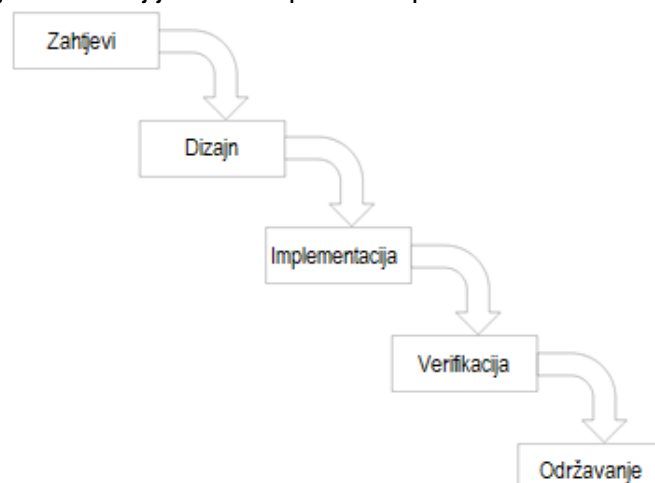 Zahtjevi
Dizajn
Implementacija
Verifikacija
Održavanje